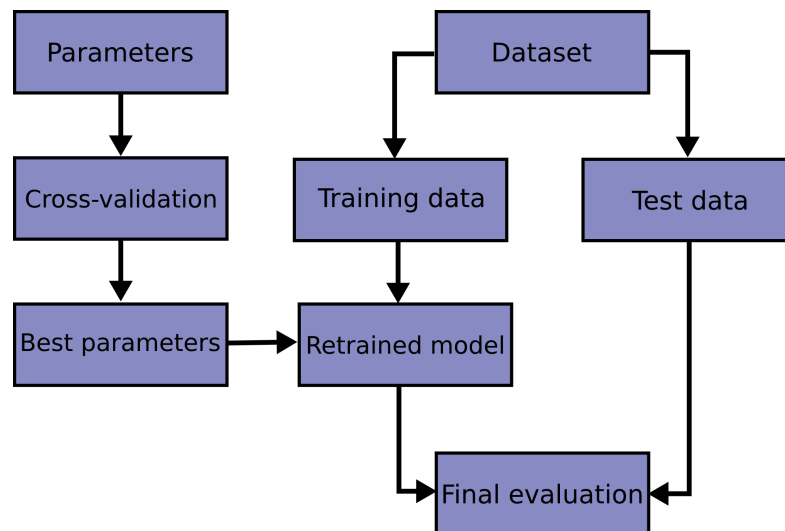 Parameters
Dataset
Cross-validation
Training data
Test data
Best parameters
Retrained model
Final evaluation